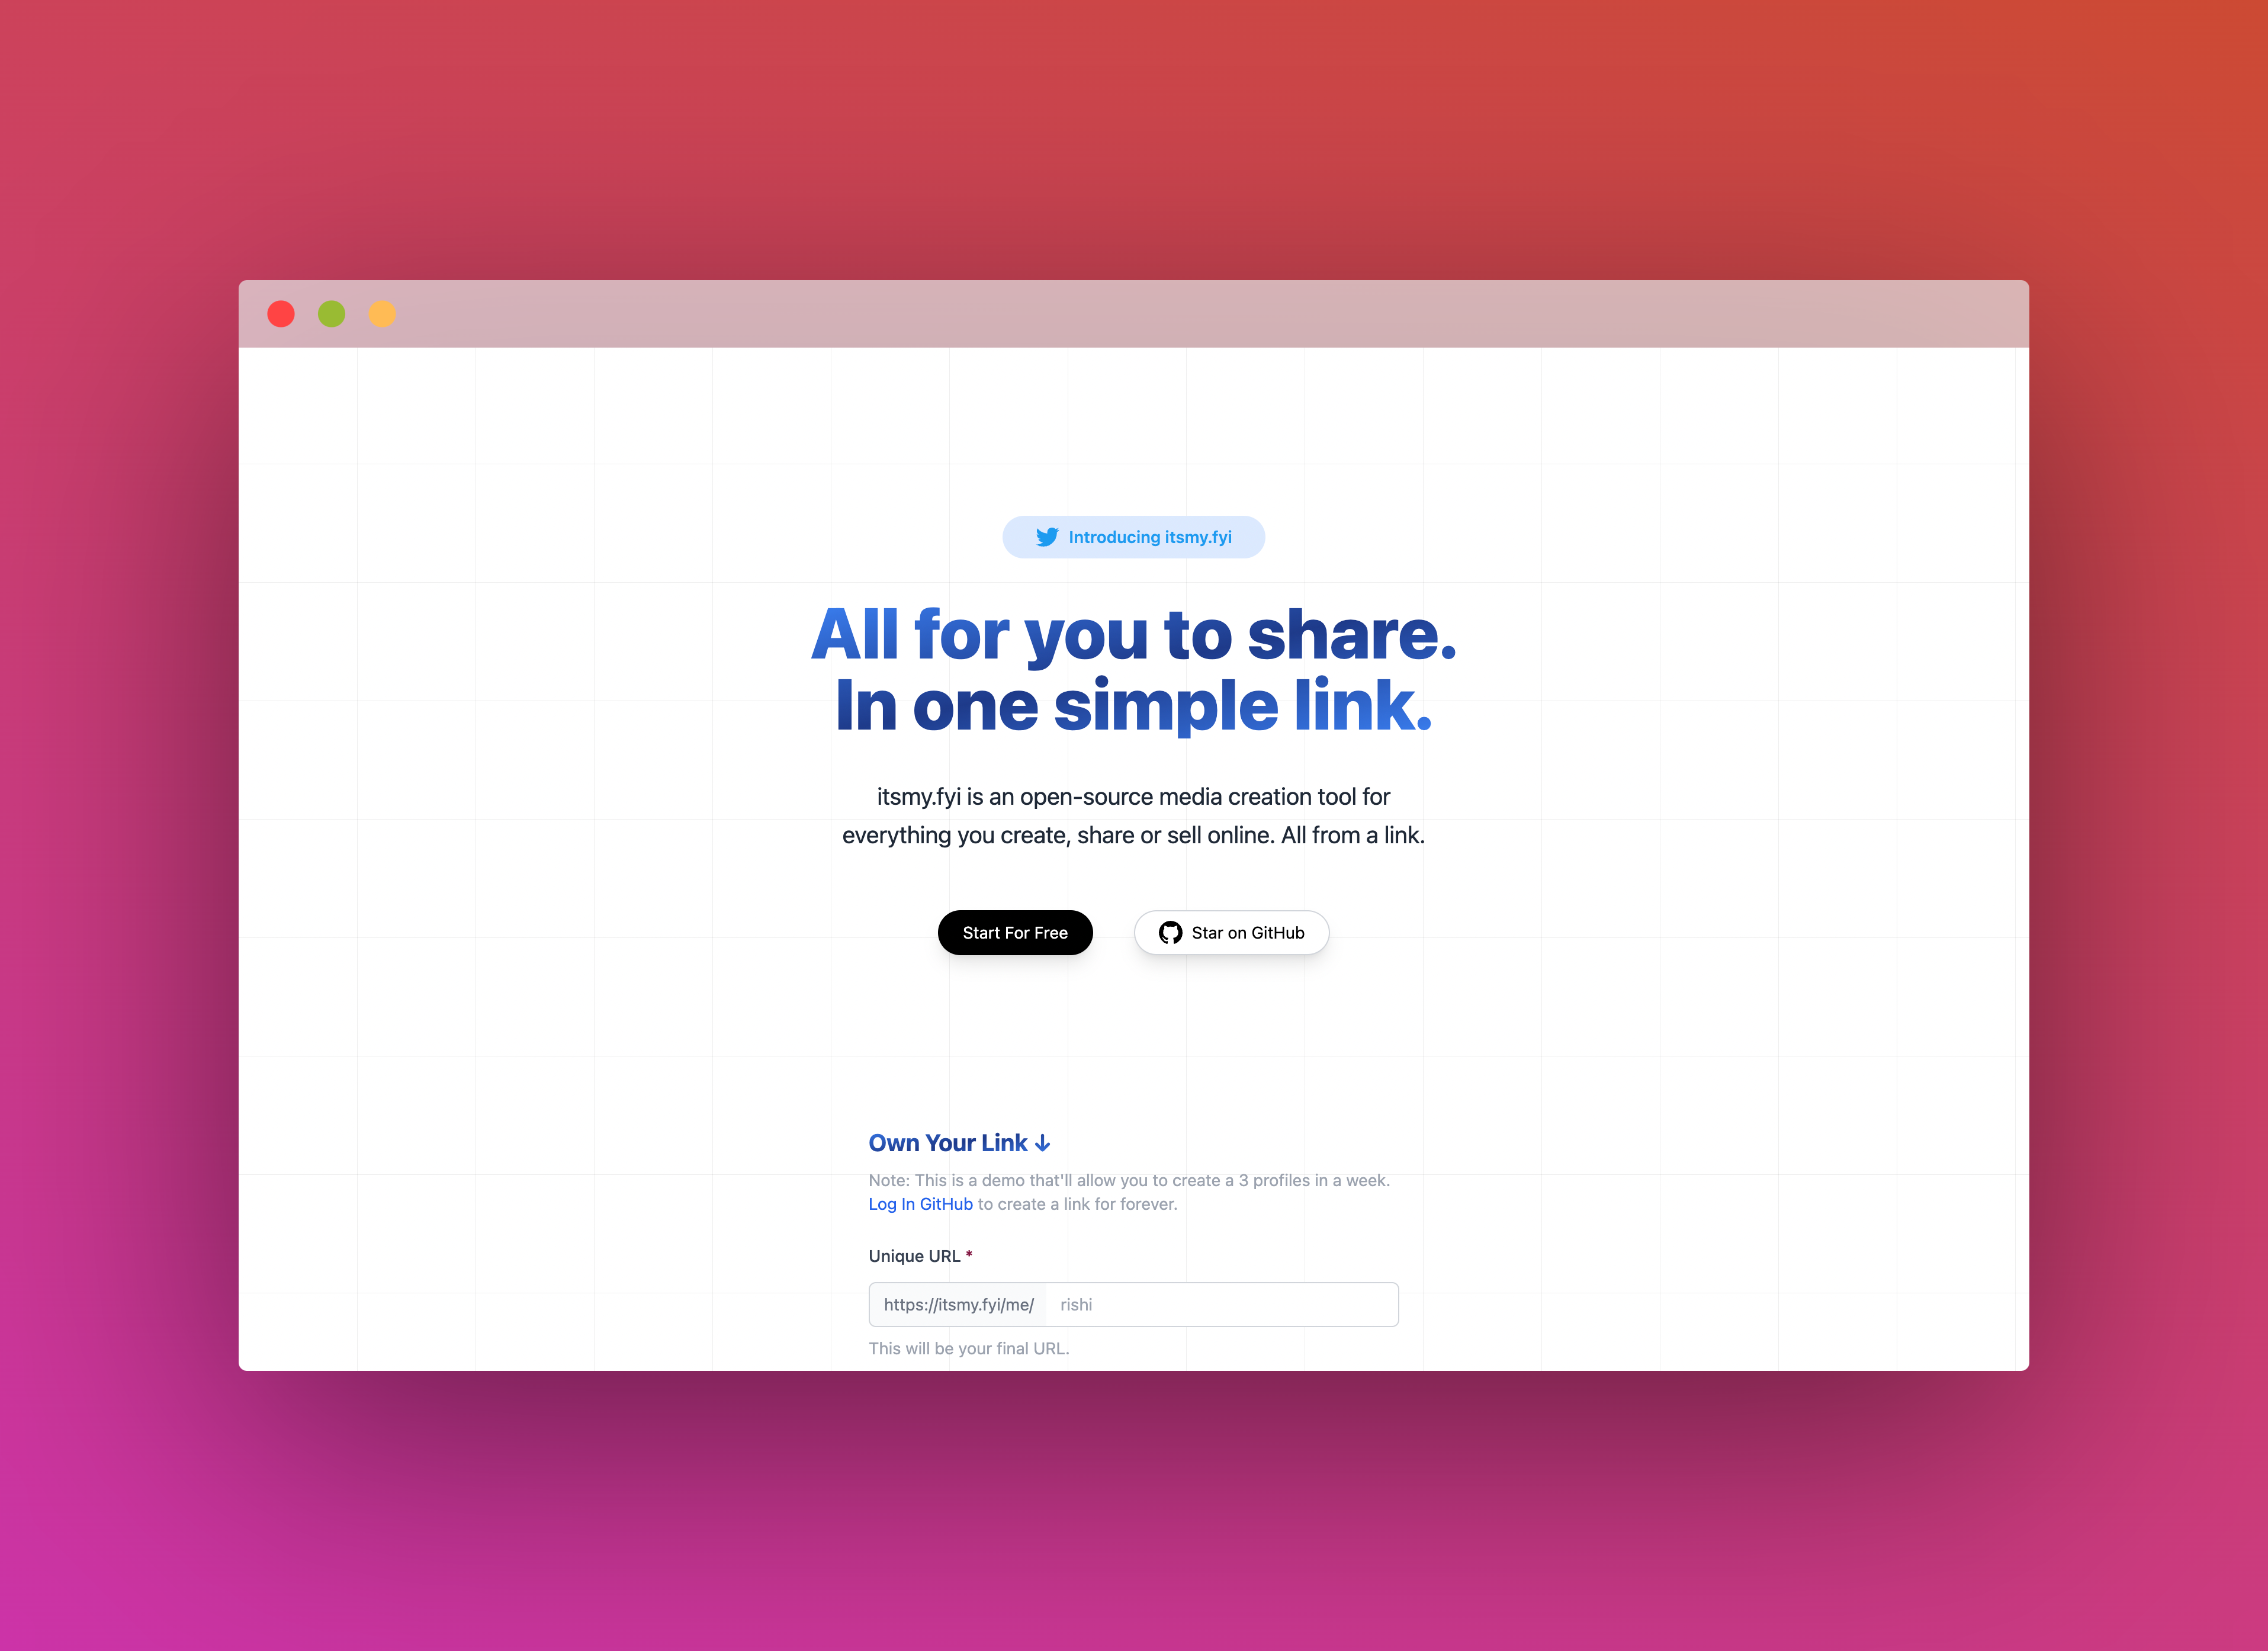 Introducing itsmy.fyi
All for you to share.
In one simple link.
itsmy.fyi is an open-source media creation tool for
everything you create, share or sell online. All from a link.
Start For Free
Star on GitHub
Own Your Link ↓
Note: This is a demo that'll allow you to create a 3 profiles in a week.
Log In GitHub to create a link for forever.
Unique URL *
https://itsmy.fyi/me/ rishi
This will be your final URL.